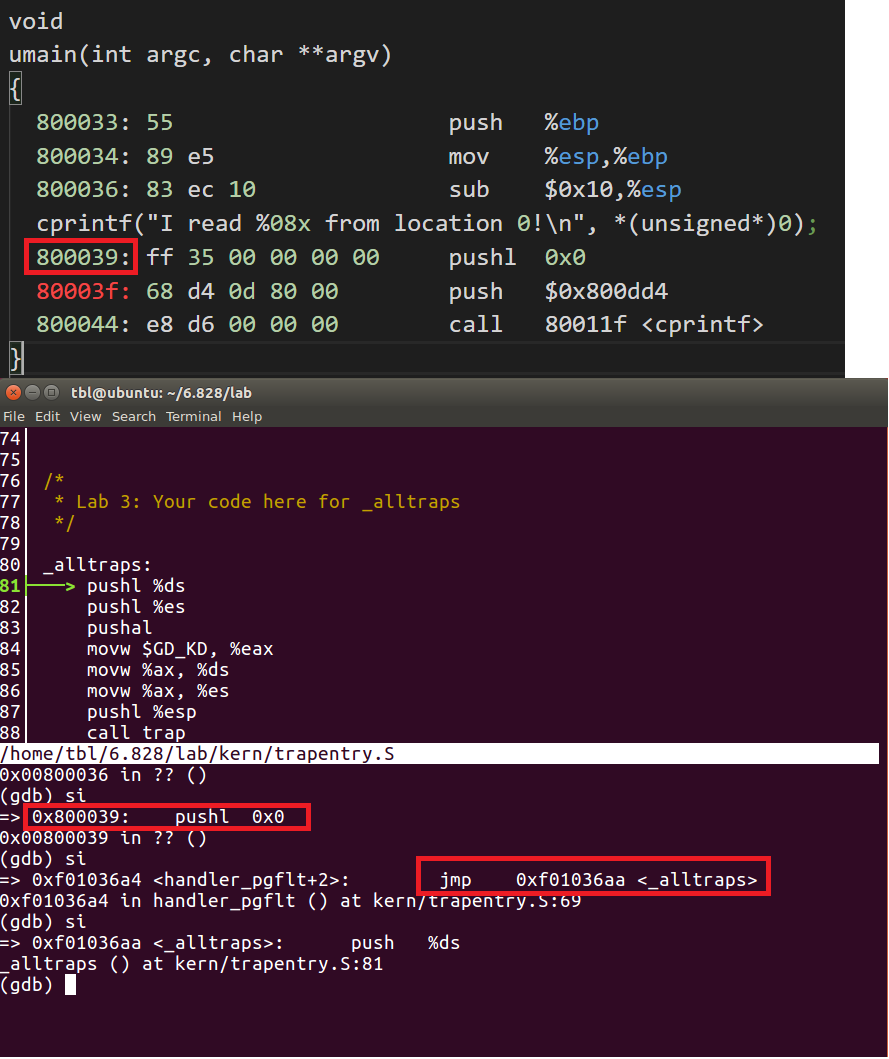 void
umain(int argc, char **argv)
{
800033: 55 push %ebp
800034: 89 e5 mov %esp,%ebp
800036: 83 ec 10 sub $0x10,%esp
cprintf("I read %08x from location 0!\n", *(unsigned*)0);
800039: ff 35 00 00 00 00 pushl 0x0
80003f: 68 d4 0d 80 00 push $0x800dd4
800044: e8 d6 00 00 00 call 80011f <cprintf>
}
tbl@ubuntu: ~/6.828/lab
File Edit View Search Terminal Help
74
75
76 /*
77 * Lab 3: Your code here for _alltraps
78 */
79
80 _alltraps:
81 > pushl %ds
82 pushl %es
83 pushal
84 movw $GD_KD, %eax
85 movw %ax, %ds
86 movw %ax, %es
87 pushl %esp
88 call trap
/home/tbl/6.828/lab/kern/trapentry.S
0x00800036 in ?? ()
(gdb) si
=> 0x800039: pushl 0x0
0x00800039 in ?? ()
(gdb) si
=> 0xf01036a4 <handler_pgflt+2>: jmp 0xf01036aa <_alltraps>
0xf01036a4 in handler_pgflt () at kern/trapentry.S:69
(gdb) si
=> 0xf01036aa <_alltraps>: push %ds
_alltraps () at kern/trapentry.S:81
(gdb)